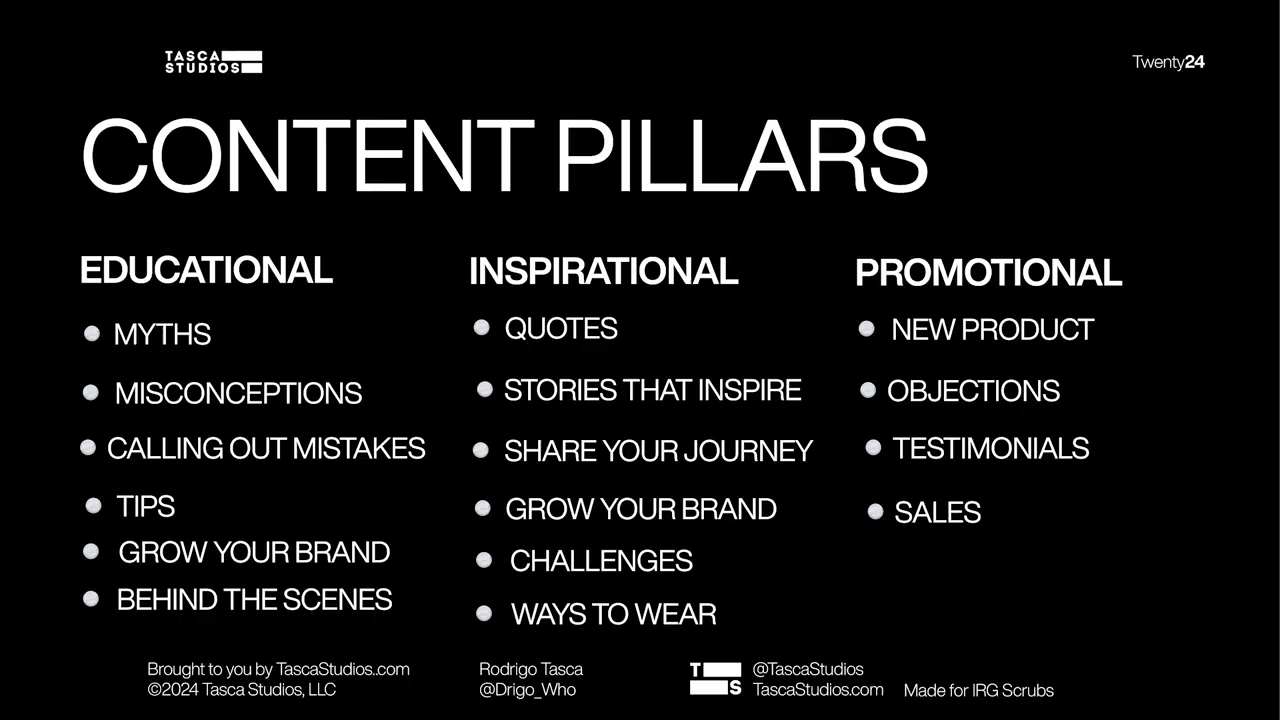 TASCA
STUDIOS
Twenty24
CONTENT PILLARS
EDUCATIONAL
MYTHS
MISCONCEPTIONS
CALLING OUT MISTAKES
TIPS
GROW YOUR BRAND
BEHIND THE SCENES
INSPIRATIONAL
QUOTES
STORIES THAT INSPIRE
SHARE YOUR JOURNEY
GROW YOUR BRAND
CHALLENGES
WAYS TO WEAR
PROMOTIONAL
NEW PRODUCT
OBJECTIONS
TESTIMONIALS
SALES
Brought to you by TascaStudios..com
©2024 Tasca Studios, LLC
Rodrigo Tasca
@Drigo_Who
T
S
@TascaStudios
TascaStudios.com
Made for IRG Scrubs